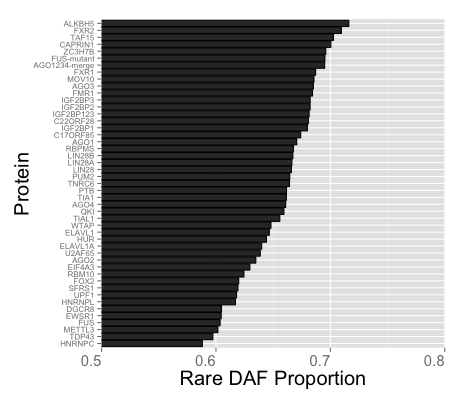 ALKBH5
FXR2
TAF15
CAPRIN1
ZC3H7B
FUS-mutant
AGO1234-merge
FXR1
MOV10
AGO3
FMR1
IGF2BP3
IGF2BP2
IGF2BP123
C22ORF28
IGF2BP1
C17ORF85
AGO1
RBPMS
LIN28B
LIN28A
LIN28
PUM2
TNRC6
PTB
TIA1
AGO4
QKI
TIAL1
WTAP
ELAVL1
HUR
ELAVL1A
U2AF65
AGO2
EIF4A3
RBM10
FOX2
SFRS1
UPF1
HNRNPL
DGCR8
EWSR1
FUS
METTL3
TDP43
HNRNPC
Protein
0.5 0.6 0.7 0.8
Rare DAF Proportion